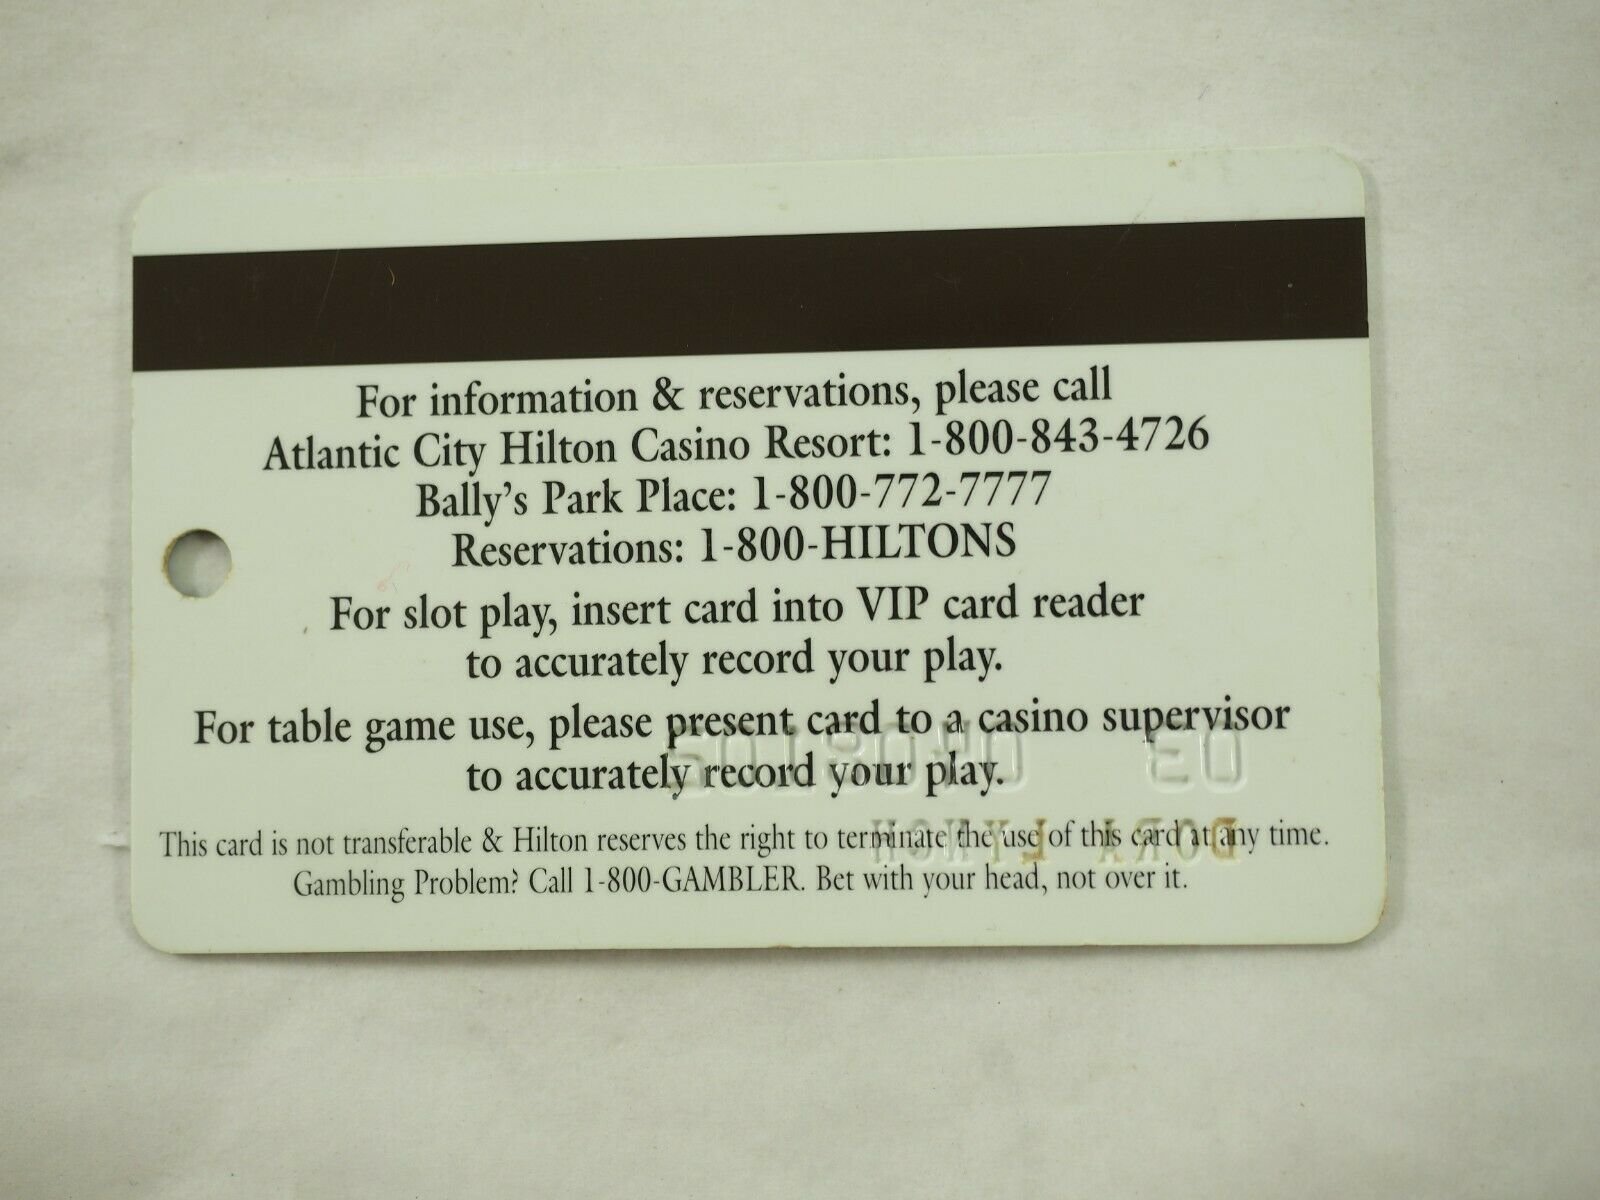 For information & reservations, please call
Atlantic City Hilton Casino Resort: 1-800-843-4726
Bally's Park Place: 1-800-772-7777
Reservations: 1-800-HILTONS
For slot play, insert card into VIP card reader
to accurately record your play.
For table game use, please present card to a casino supervisor
to accurately record your play.
This card is not transferable & Hilton reserves the right to terminate the use of this card at any time.
Gambling Problem? Call 1-800-GAMBLER. Bet with your head, not over it.
DORA LYNCH